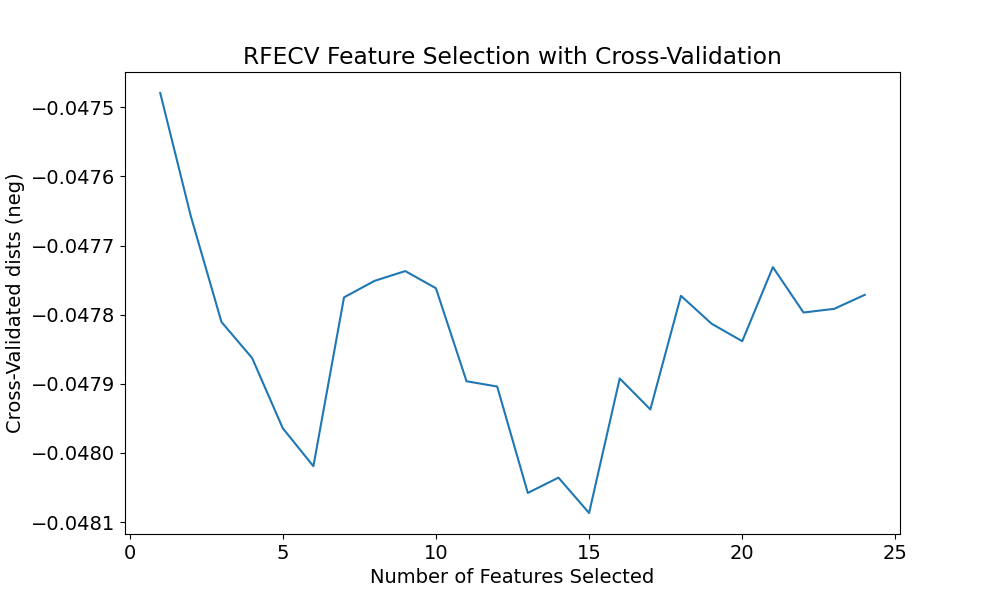 RFECV Feature Selection with Cross-Validation
Cross-Validated dists (neg)
−0.0475
−0.0476
−0.0477
−0.0478
−0.0479
−0.0480
−0.0481
0 5 10 15 20 25
Number of Features Selected